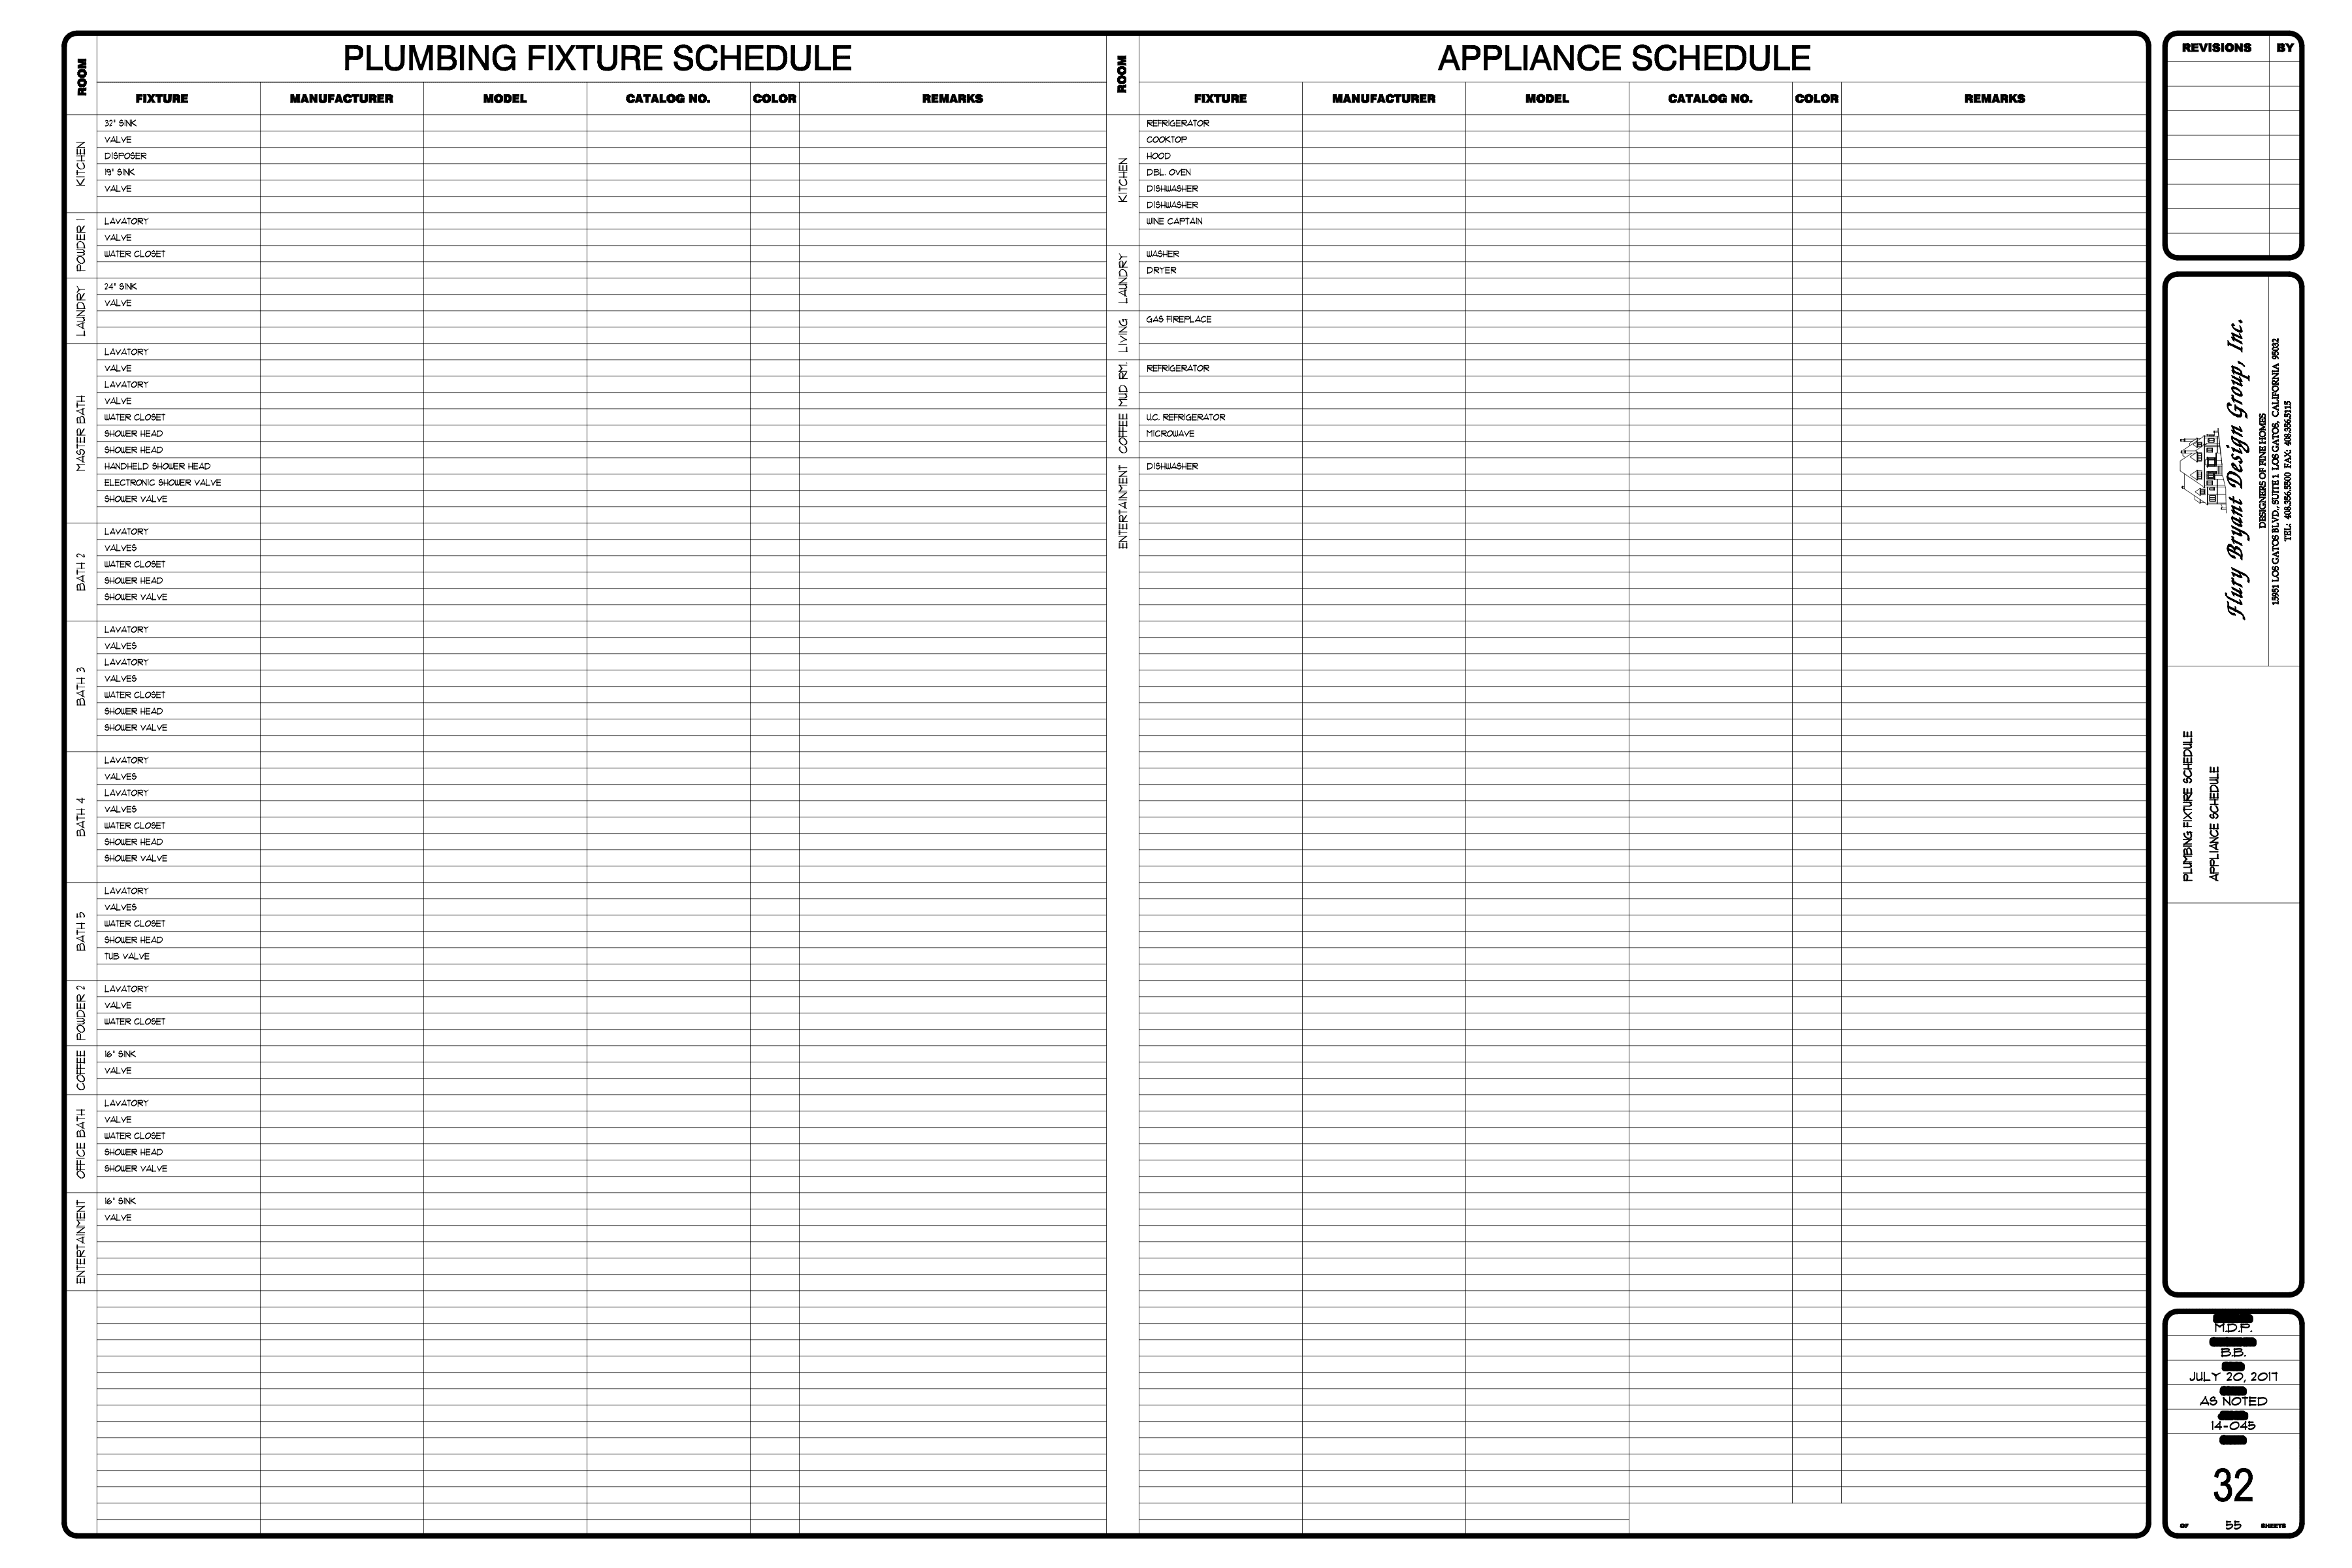 PLUMBING FIXTURE SCHEDULE
ROOM
FIXTURE MANUFACTURER MODEL CATALOG NO. COLOR REMARKS
KITCHEN
32" SINK
VALVE
DISPOSER
19" SINK
VALVE
POWDER 1
LAVATORY
VALVE
WATER CLOSET
LAUNDRY
24" SINK
VALVE
MASTER BATH
LAVATORY
VALVE
LAVATORY
VALVE
WATER CLOSET
SHOWER HEAD
SHOWER HEAD
HANDHELD SHOWER HEAD
ELECTRONIC SHOWER VALVE
SHOWER VALVE
BATH 2
LAVATORY
VALVES
WATER CLOSET
SHOWER HEAD
SHOWER VALVE
BATH 3
LAVATORY
VALVES
LAVATORY
VALVES
WATER CLOSET
SHOWER HEAD
SHOWER VALVE
BATH 4
LAVATORY
VALVES
LAVATORY
VALVES
WATER CLOSET
SHOWER HEAD
SHOWER VALVE
BATH 5
LAVATORY
VALVES
WATER CLOSET
SHOWER HEAD
TUB VALVE
POWDER 2
LAVATORY
VALVE
WATER CLOSET
COFFEE
16" SINK
VALVE
OFFICE BATH
LAVATORY
VALVE
WATER CLOSET
SHOWER HEAD
SHOWER VALVE
ENTERTAINMENT
16" SINK
VALVE
APPLIANCE SCHEDULE
ROOM
FIXTURE MANUFACTURER MODEL CATALOG NO. COLOR REMARKS
KITCHEN
REFRIGERATOR
COOKTOP
HOOD
DBL. OVEN
DISHWASHER
DISHWASHER
WINE CAPTAIN
LAUNDRY
WASHER
DRYER
LIVING
GAS FIREPLACE
MUD RM.
REFRIGERATOR
COFFEE
U.C. REFRIGERATOR
MICROWAVE
ENTERTAINMENT
DISHWASHER
REVISIONS BY
Flury Bryant Design Group, Inc.
DESIGNERS OF FINE HOMES
15951 LOS GATOS BLVD., SUITE 1 LOS GATOS, CALIFORNIA 95032
TEL: 408.356.5500 FAX: 408.356.5115
PLUMBING FIXTURE SCHEDULE
APPLIANCE SCHEDULE
M.D.P.
B.B.
JULY 20, 2017
AS NOTED
14-045
32
OF 55 SHEETS